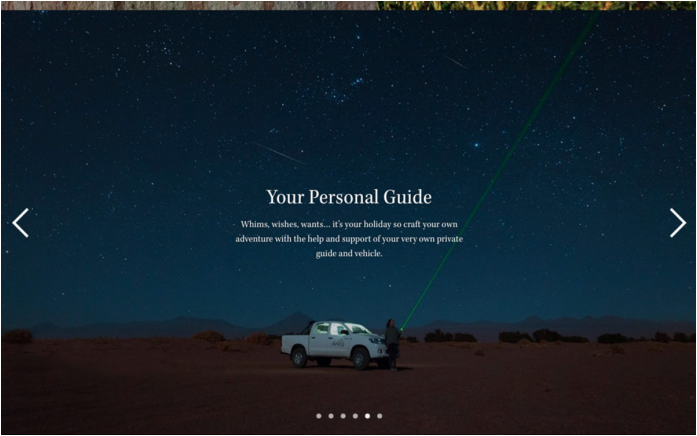 Your Personal Guide
Whims, wishes, wants... it's your holiday so craft your own
adventure with the help and support of your very own private
guide and vehicle.